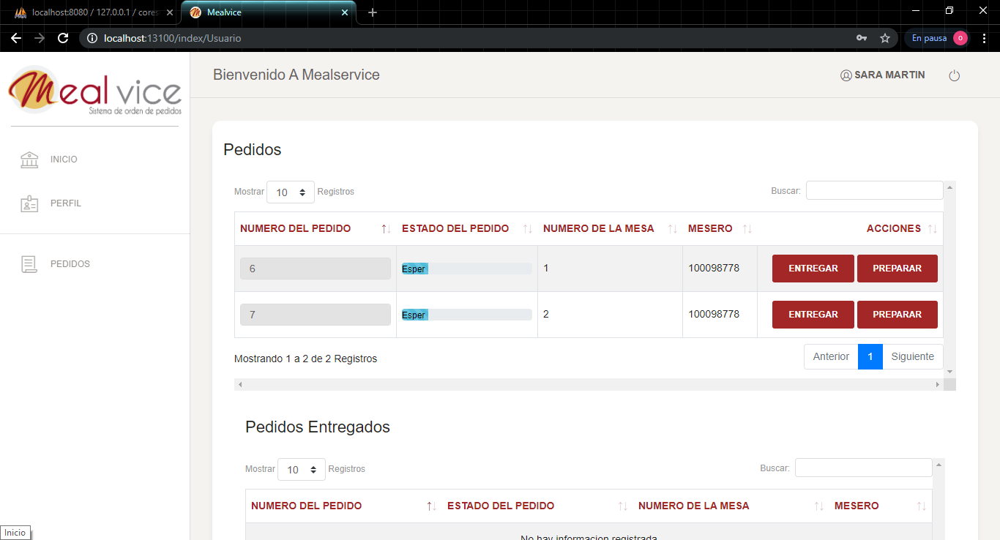 localhost:8080 / 127.0.0.1 / cores
Mealvice
localhost:13100/index/Usuario
En pausa
o
Mealvice
Sistema de orden de pedidos
Bienvenido A Mealservice
SARA MARTIN
INICIO
PERFIL
PEDIDOS
Pedidos
Mostrar 10 Registros
Buscar:
NUMERO DEL PEDIDO ESTADO DEL PEDIDO NUMERO DE LA MESA MESERO ACCIONES
6 Esper 1 100098778 ENTREGAR PREPARAR
7 Esper 2 100098778 ENTREGAR PREPARAR
Mostrando 1 a 2 de 2 Registros
Anterior 1 Siguiente
Pedidos Entregados
Mostrar 10 Registros
Buscar:
NUMERO DEL PEDIDO ESTADO DEL PEDIDO NUMERO DE LA MESA MESERO
No hay informacion registrada
Inicio